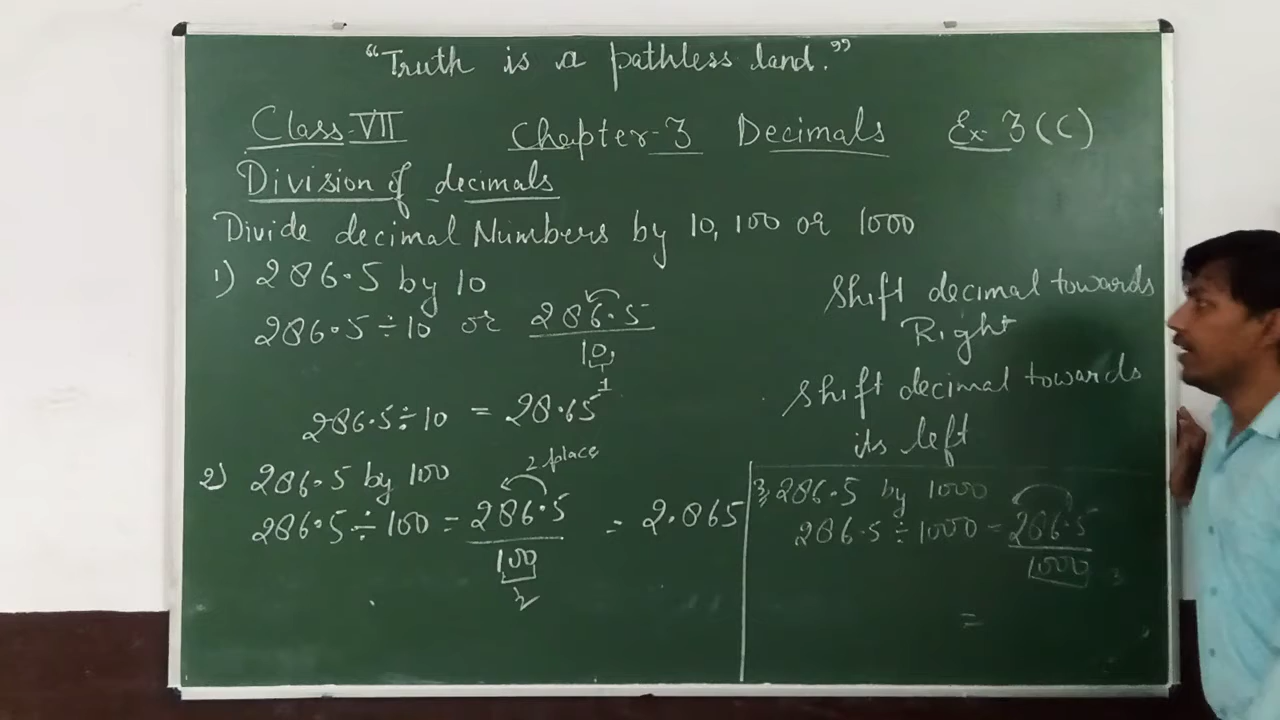 "Truth is a pathless land."
Class-VII Chapter-3 Decimals Ex-3(C)
Division of decimals
Divide decimal Numbers by 10, 100 or 1000
1) 286.5 by 10
286.5 ÷ 10 or 286.5
10
1
286.5 ÷ 10 = 28.65
2) 286.5 by 100
2 place
286.5 ÷ 100 = 286.5 = 2.865
100
2
Shift decimal towards
Right
Shift decimal towards
its left
3) 286.5 by 1000
286.5 ÷ 1000 = 286.5
1000 3
=